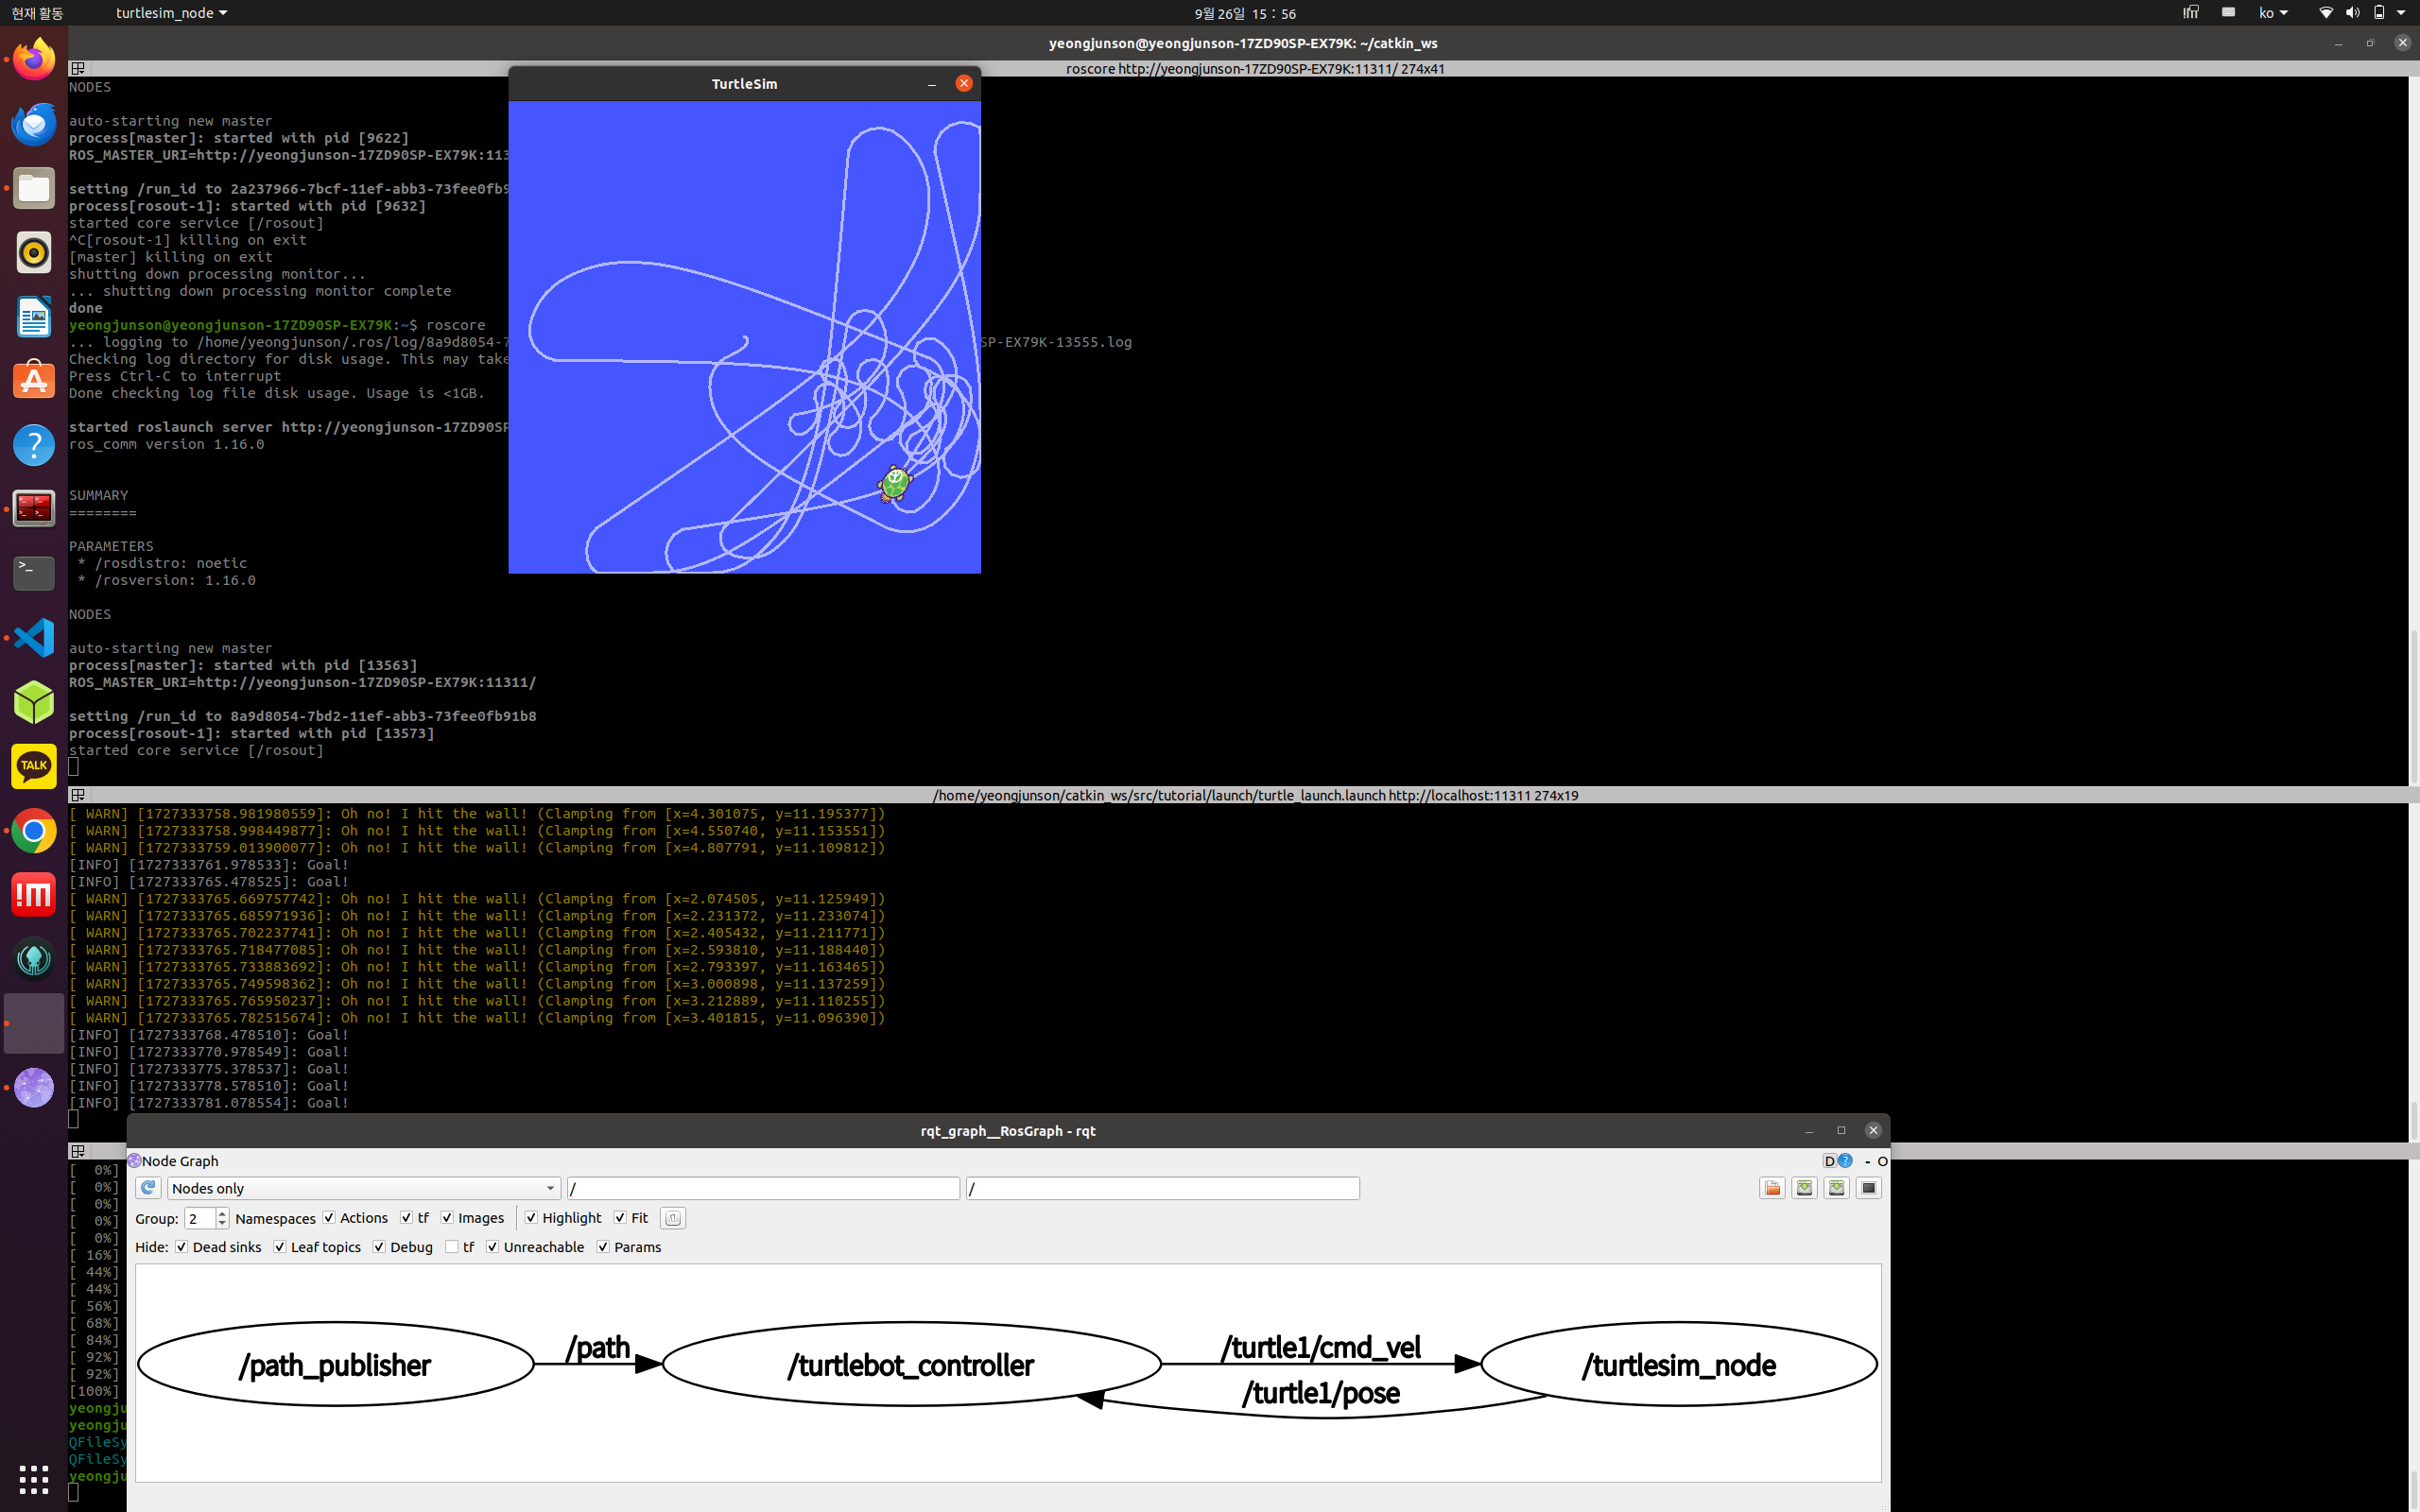 현재 활동
turtlesim_node
9월 26일 15 : 56
ko
yeongjunson@yeongjunson-17ZD90SP-EX79K: ~/catkin_ws
roscore http://yeongjunson-17ZD90SP-EX79K:11311/ 274x41
NODES
auto-starting new master
process[master]: started with pid [9622]
ROS_MASTER_URI=http://yeongjunson-17ZD90SP-EX79K:113
setting /run_id to 2a237966-7bcf-11ef-abb3-73fee0fb9
process[rosout-1]: started with pid [9632]
started core service [/rosout]
^C[rosout-1] killing on exit
[master] killing on exit
shutting down processing monitor...
... shutting down processing monitor complete
done
yeongjunson@yeongjunson-17ZD90SP-EX79K:~$ roscore
... logging to /home/yeongjunson/.ros/log/8a9d8054-7 SP-EX79K-13555.log
Checking log directory for disk usage. This may take
Press Ctrl-C to interrupt
Done checking log file disk usage. Usage is <1GB.
started roslaunch server http://yeongjunson-17ZD90SP
ros_comm version 1.16.0
SUMMARY
========
PARAMETERS
* /rosdistro: noetic
* /rosversion: 1.16.0
NODES
auto-starting new master
process[master]: started with pid [13563]
ROS_MASTER_URI=http://yeongjunson-17ZD90SP-EX79K:11311/
setting /run_id to 8a9d8054-7bd2-11ef-abb3-73fee0fb91b8
process[rosout-1]: started with pid [13573]
started core service [/rosout]
TurtleSim
TALK
/home/yeongjunson/catkin_ws/src/tutorial/launch/turtle_launch.launch http://localhost:11311 274x19
[ WARN] [1727333758.981980559]: Oh no! I hit the wall! (Clamping from [x=4.301075, y=11.195377])
[ WARN] [1727333758.998449877]: Oh no! I hit the wall! (Clamping from [x=4.550740, y=11.153551])
[ WARN] [1727333759.013900077]: Oh no! I hit the wall! (Clamping from [x=4.807791, y=11.109812])
[INFO] [1727333761.978533]: Goal!
[INFO] [1727333765.478525]: Goal!
[ WARN] [1727333765.669757742]: Oh no! I hit the wall! (Clamping from [x=2.074505, y=11.125949])
[ WARN] [1727333765.685971936]: Oh no! I hit the wall! (Clamping from [x=2.231372, y=11.233074])
[ WARN] [1727333765.702237741]: Oh no! I hit the wall! (Clamping from [x=2.405432, y=11.211771])
[ WARN] [1727333765.718477085]: Oh no! I hit the wall! (Clamping from [x=2.593810, y=11.188440])
[ WARN] [1727333765.733883692]: Oh no! I hit the wall! (Clamping from [x=2.793397, y=11.163465])
[ WARN] [1727333765.749598362]: Oh no! I hit the wall! (Clamping from [x=3.000898, y=11.137259])
[ WARN] [1727333765.765950237]: Oh no! I hit the wall! (Clamping from [x=3.212889, y=11.110255])
[ WARN] [1727333765.782515674]: Oh no! I hit the wall! (Clamping from [x=3.401815, y=11.096390])
[INFO] [1727333768.478510]: Goal!
[INFO] [1727333770.978549]: Goal!
[INFO] [1727333775.378537]: Goal!
[INFO] [1727333778.578510]: Goal!
[INFO] [1727333781.078554]: Goal!
[  0%]
[  0%]
[  0%]
[  0%]
[  0%]
[ 16%]
[ 44%]
[ 44%]
[ 56%]
[ 68%]
[ 84%]
[ 92%]
[ 92%]
[100%]
yeongju
yeongju
QFileSy
QFileSy
yeongju
rqt_graph__RosGraph - rqt
Node Graph
D ? - O
Nodes only / /
Group: 2 Namespaces Actions tf Images Highlight Fit
Hide: Dead sinks Leaf topics Debug tf Unreachable Params
/path_publisher
/path
/turtlebot_controller
/turtle1/cmd_vel
/turtle1/pose
/turtlesim_node